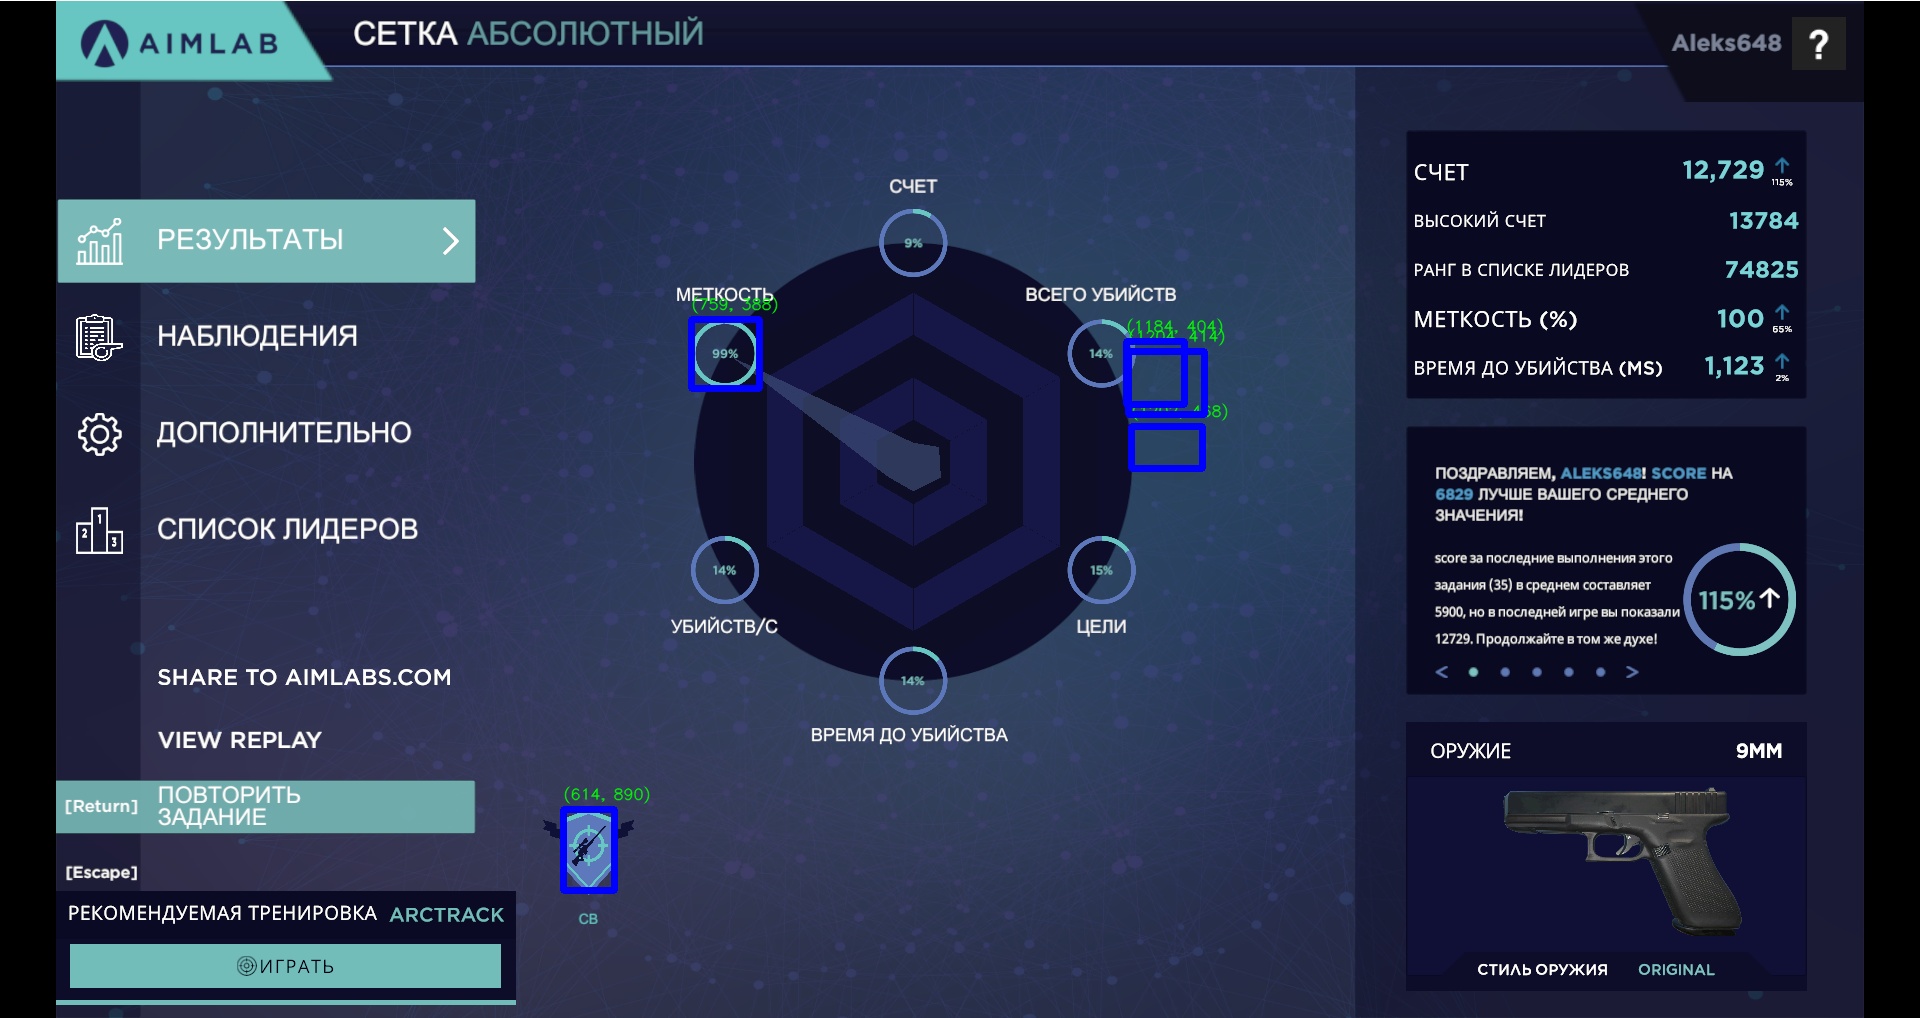 AIMLAB
СЕТКА АБСОЛЮТНЫЙ
Aleks648
?
РЕЗУЛЬТАТЫ
НАБЛЮДЕНИЯ
ДОПОЛНИТЕЛЬНО
1
2
3
СПИСОК ЛИДЕРОВ
SHARE TO AIMLABS.COM
VIEW REPLAY
[Return]
ПОВТОРИТЬ
ЗАДАНИЕ
[Escape]
РЕКОМЕНДУЕМАЯ ТРЕНИРОВКА ARCTRACK
ИГРАТЬ
СЧЕТ
9%
МЕТКОСТЬ
(759, 388)
99%
ВСЕГО УБИЙСТВ
(1184, 404)
(1204, 414)
14%
14%
УБИЙСТВ/С
15%
ЦЕЛИ
14%
ВРЕМЯ ДО УБИЙСТВА
(614, 890)
СВ
СЧЕТ 12,729
115%
ВЫСОКИЙ СЧЕТ 13784
РАНГ В СПИСКЕ ЛИДЕРОВ 74825
МЕТКОСТЬ (%) 100
65%
ВРЕМЯ ДО УБИЙСТВА (MS) 1,123
2%
ПОЗДРАВЛЯЕМ, ALEKS648! SCORE НА
6829 ЛУЧШЕ ВАШЕГО СРЕДНЕГО
ЗНАЧЕНИЯ!
score за последние выполнения этого
задания (35) в среднем составляет
5900, но в последней игре вы показали
12729. Продолжайте в том же духе!
115%
< >
ОРУЖИЕ 9MM
СТИЛЬ ОРУЖИЯ ORIGINAL